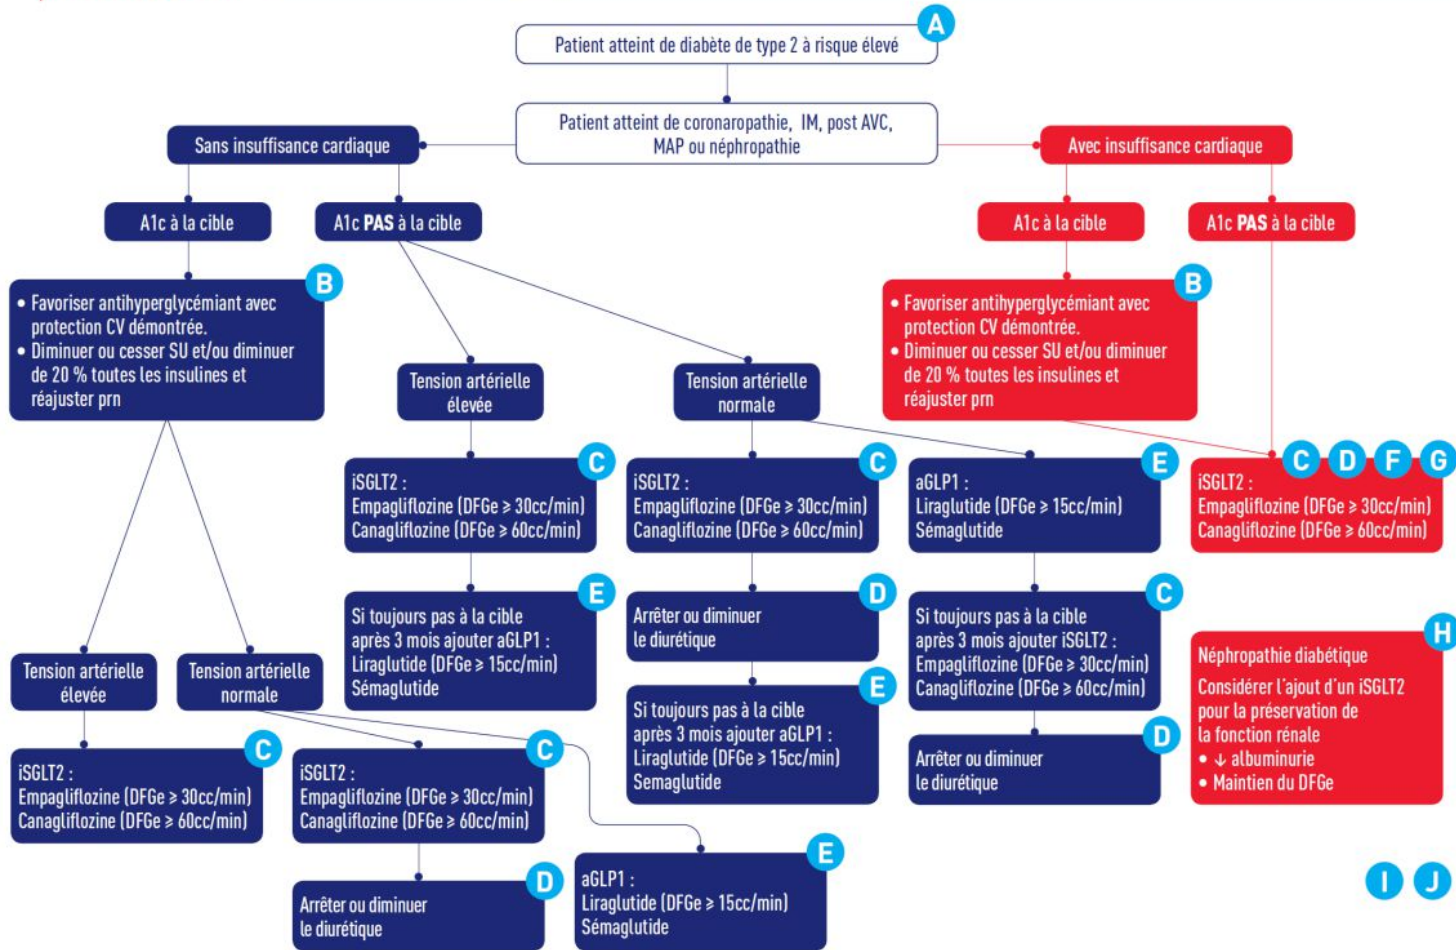 A
Patient atteint de diabète de type 2 à risque élevé
Patient atteint de coronaropathie, IM, post AVC,
MAP ou néphropathie
Sans insuffisance cardiaque
Avec insuffisance cardiaque
A1c à la cible
A1c PAS à la cible
A1c à la cible
A1c PAS à la cible
B
• Favoriser antihyperglycémiant avec
protection CV démontrée.
• Diminuer ou cesser SU et/ou diminuer
de 20 % toutes les insulines et
réajuster prn
B
• Favoriser antihyperglycémiant avec
protection CV démontrée.
• Diminuer ou cesser SU et/ou diminuer
de 20 % toutes les insulines et
réajuster prn
Tension artérielle
élevée
Tension artérielle
normale
C
iSGLT2 :
Empagliflozine (DFGe ≥ 30cc/min)
Canagliflozine (DFGe ≥ 60cc/min)
C
iSGLT2 :
Empagliflozine (DFGe ≥ 30cc/min)
Canagliflozine (DFGe ≥ 60cc/min)
E
aGLP1 :
Liraglutide (DFGe ≥ 15cc/min)
Sémaglutide
C D F G
iSGLT2 :
Empagliflozine (DFGe ≥ 30cc/min)
Canagliflozine (DFGe ≥ 60cc/min)
E
Si toujours pas à la cible
après 3 mois ajouter aGLP1 :
Liraglutide (DFGe ≥ 15cc/min)
Sémaglutide
D
Arrêter ou diminuer
le diurétique
C
Si toujours pas à la cible
après 3 mois ajouter iSGLT2 :
Empagliflozine (DFGe ≥ 30cc/min)
Canagliflozine (DFGe ≥ 60cc/min)
H
Néphropathie diabétique
Considérer l'ajout d'un iSGLT2
pour la préservation de
la fonction rénale
• ↓ albuminurie
• Maintien du DFGe
Tension artérielle
élevée
Tension artérielle
normale
E
Si toujours pas à la cible
après 3 mois ajouter aGLP1 :
Liraglutide (DFGe ≥ 15cc/min)
Semaglutide
D
Arrêter ou diminuer
le diurétique
C
iSGLT2 :
Empagliflozine (DFGe ≥ 30cc/min)
Canagliflozine (DFGe ≥ 60cc/min)
C
iSGLT2 :
Empagliflozine (DFGe ≥ 30cc/min)
Canagliflozine (DFGe ≥ 60cc/min)
D
Arrêter ou diminuer
le diurétique
E
aGLP1 :
Liraglutide (DFGe ≥ 15cc/min)
Sémaglutide
I J